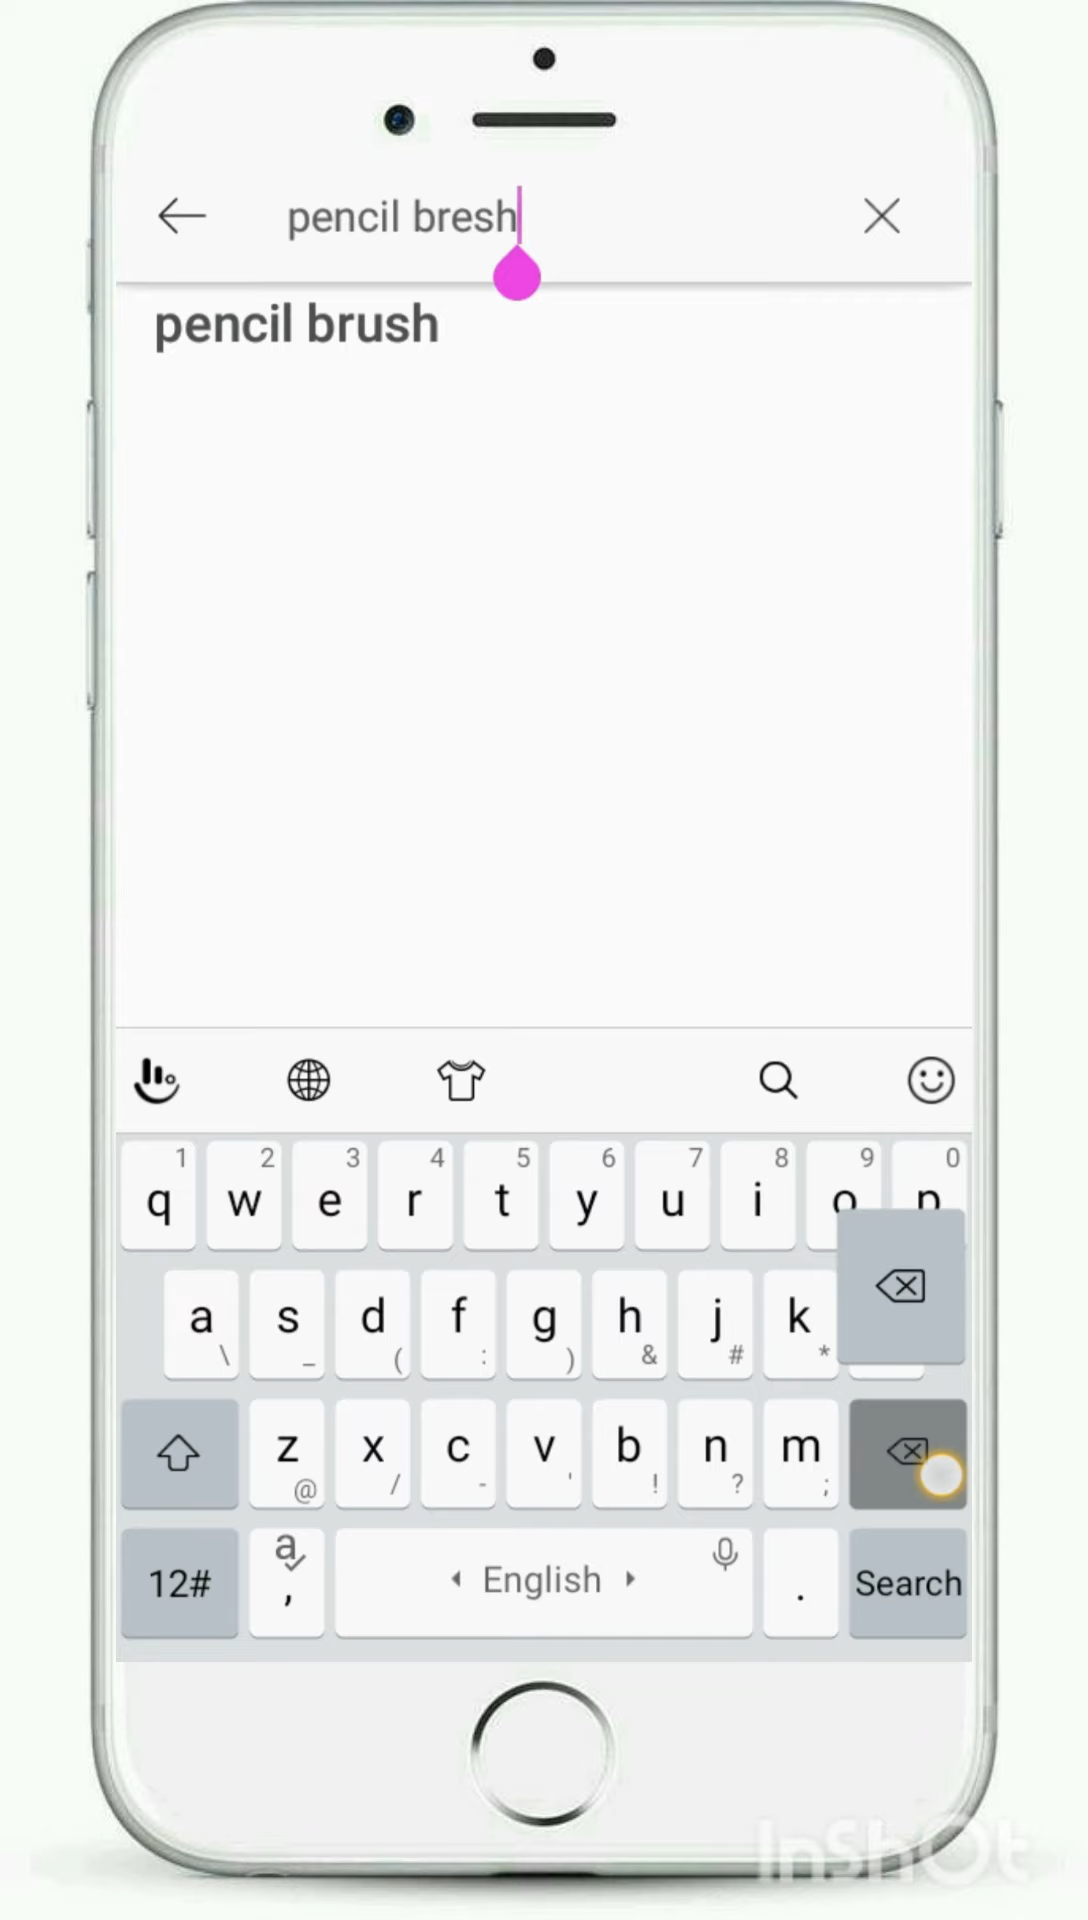 pencil bresh
pencil brush
1 2 3 4 5 6 7 8 9 0
q w e r t y u i o p
a s d f g h j k
\ _ ( : ) & # *
z x c v b n m
@ / - ' ! ? ;
12# a , English . Search
InShOt